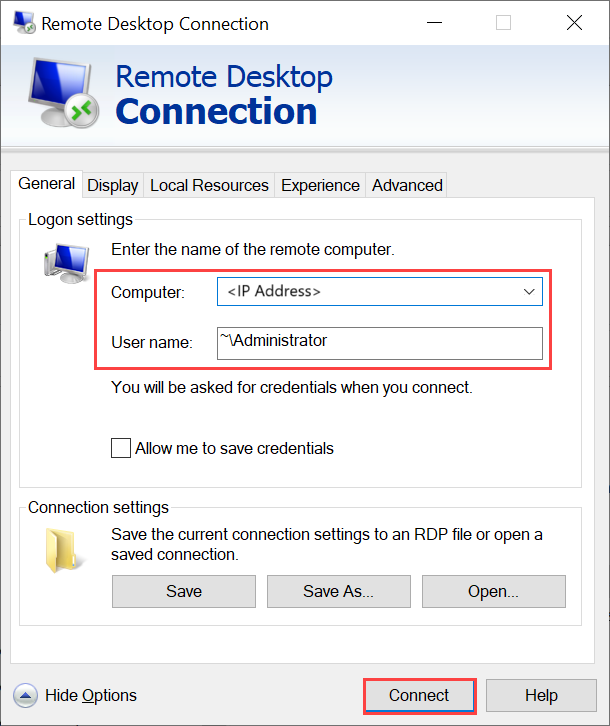 Remote Desktop Connection
Remote Desktop
Connection
General Display Local Resources Experience Advanced
Logon settings
Enter the name of the remote computer.
Computer: <IP Address>
User name: ~\Administrator
You will be asked for credentials when you connect.
Allow me to save credentials
Connection settings
Save the current connection settings to an RDP file or open a
saved connection.
Save Save As... Open...
Hide Options Connect Help